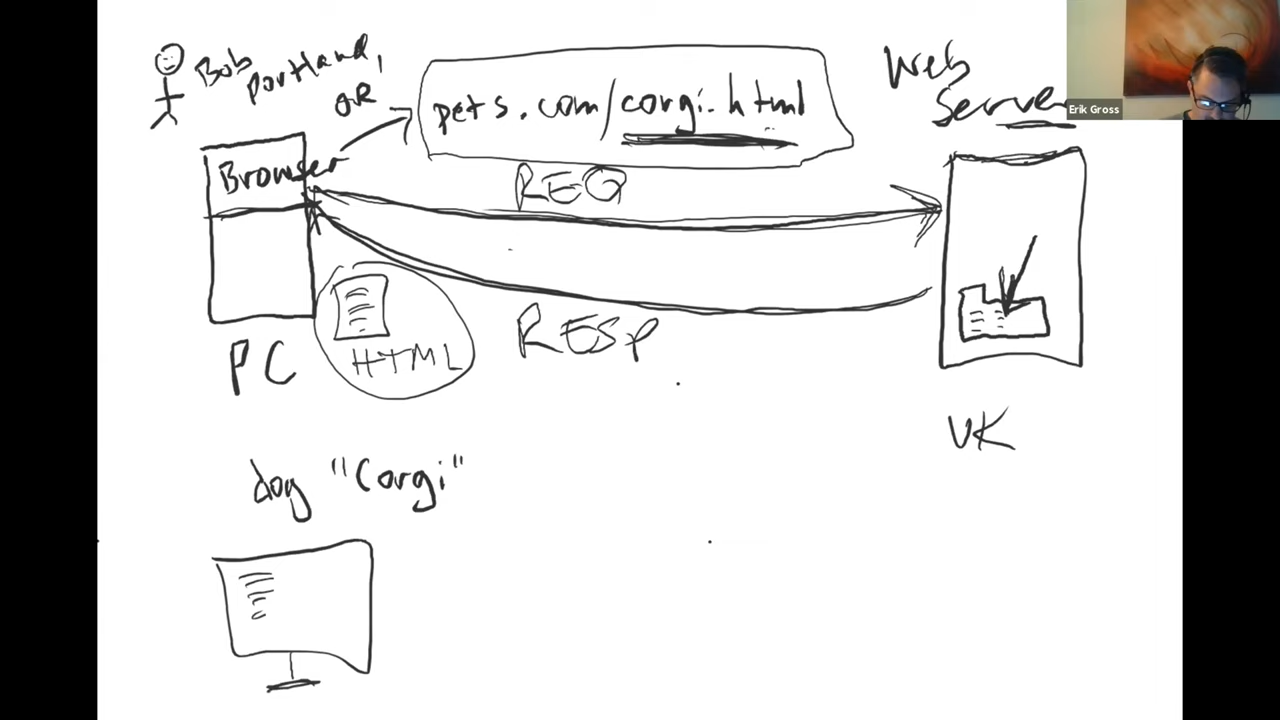 Bob
Portland,
OR
pets.com/corgi.html
Web
Server
Erik Gross
Browser
REQ
HTML
RESP
PC
UK
dog "Corgi"